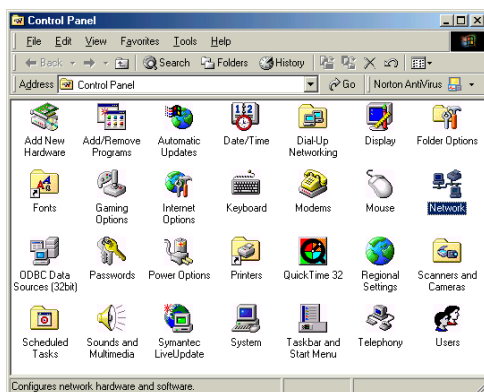 Control Panel
File Edit View Favorites Tools Help
Back Search Folders History
Address Control Panel Go Norton AntiVirus
Add New Hardware
Add/Remove Programs
Automatic Updates
Date/Time
Dial-Up Networking
Display
Folder Options
Fonts
Gaming Options
Internet Options
Keyboard
Modems
Mouse
Network
ODBC Data Sources (32bit)
Passwords
Power Options
Printers
QuickTime 32
Regional Settings
Scanners and Cameras
Scheduled Tasks
Sounds and Multimedia
Symantec LiveUpdate
System
Taskbar and Start Menu
Telephony
Users
Configures network hardware and software.